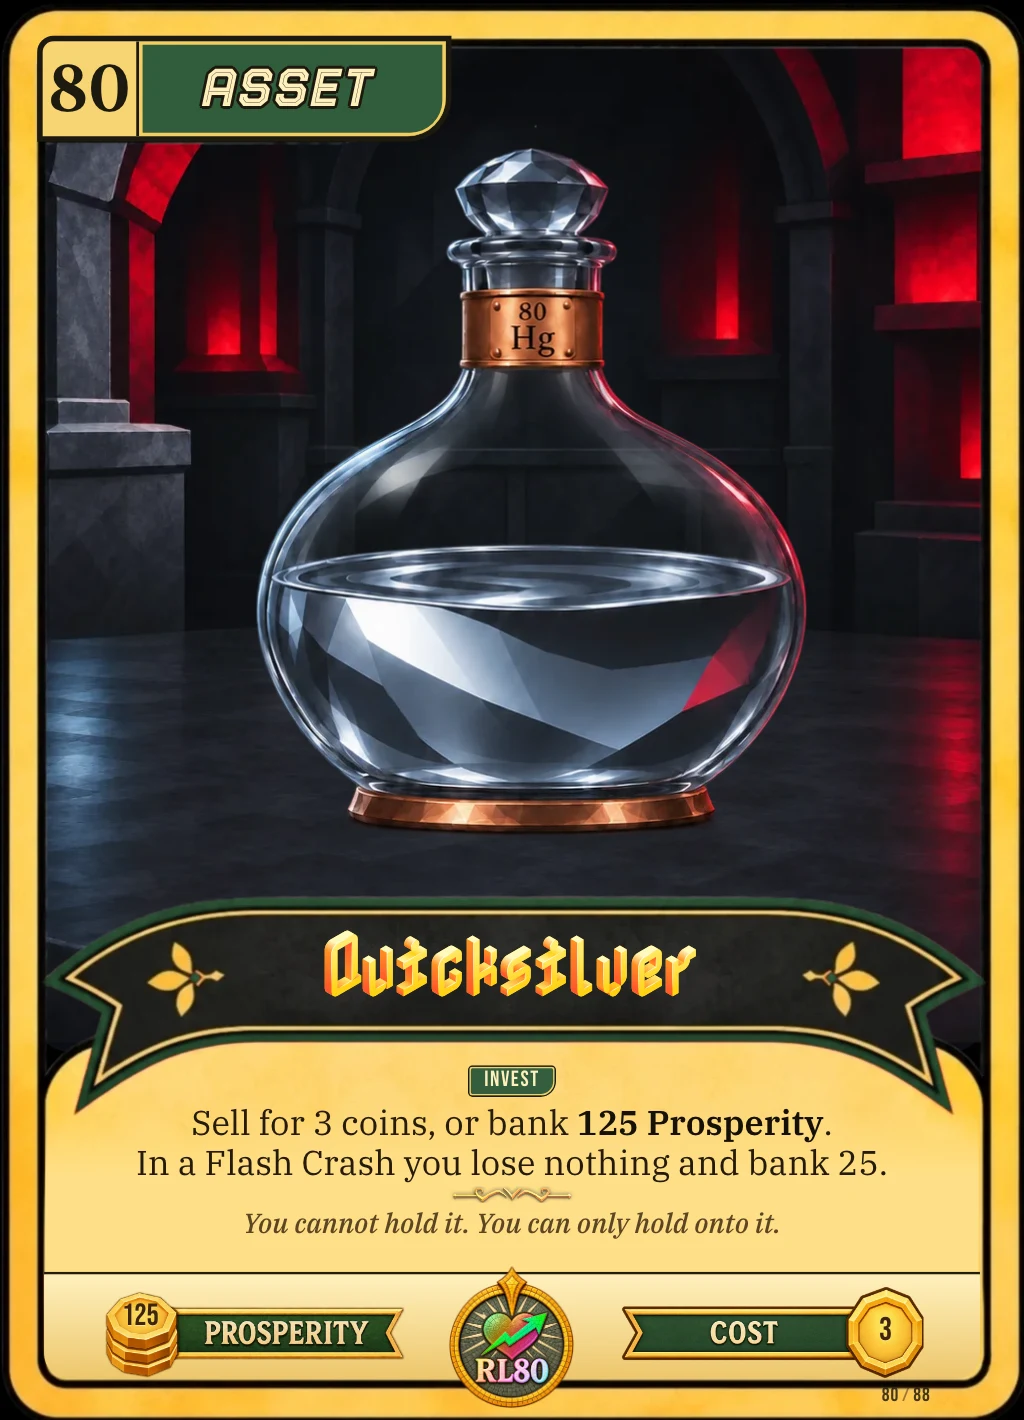 80
ASSET
80
Hg
Quicksilver
INVEST
Sell for 3 coins, or bank 125 Prosperity.
In a Flash Crash you lose nothing and bank 25.
You cannot hold it. You can only hold onto it.
125
PROSPERITY
RL80
COST
3
80 / 88